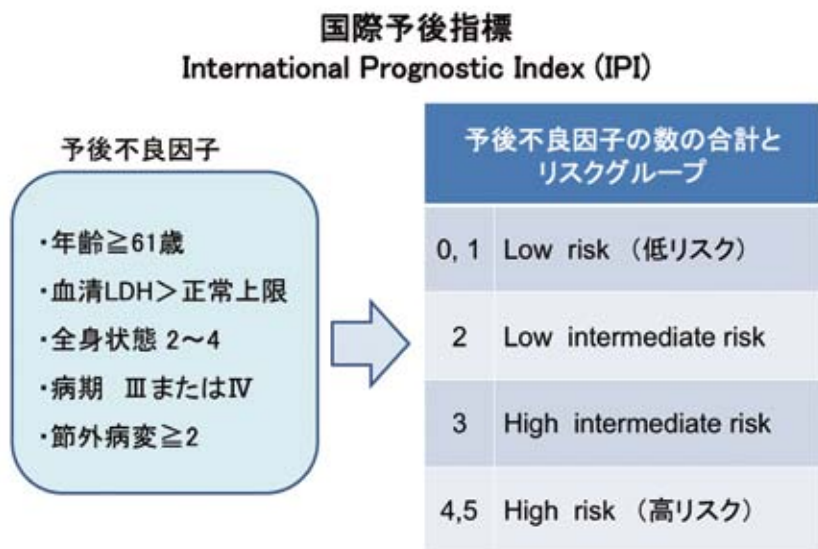 国際予後指標
International Prognostic Index (IPI)
予後不良因子
・年齢≧61歳
・血清LDH＞正常上限
・全身状態 2～4
・病期　ⅢまたはⅣ
・節外病変≧2
予後不良因子の数の合計と
リスクグループ
0, 1 Low risk （低リスク）
2 Low intermediate risk
3 High intermediate risk
4,5 High risk （高リスク）